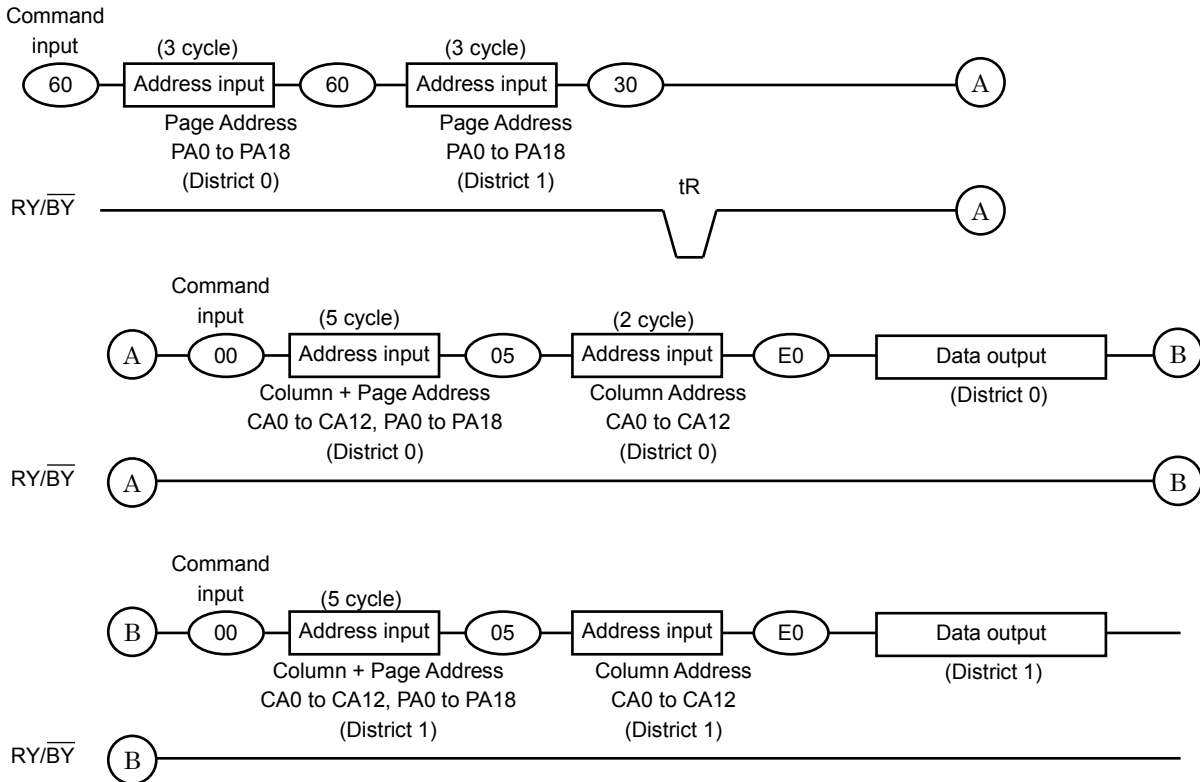 Command
input
(3 cycle)
(3 cycle)
60
Address input
60
Address input
30
A
Page Address
PA0 to PA18
(District 0)
Page Address
PA0 to PA18
(District 1)
tR
RY/BY
A
Command
input
(5 cycle)
(2 cycle)
A
00
Address input
05
Address input
E0
Data output
B
Column + Page Address
CA0 to CA12, PA0 to PA18
(District 0)
Column Address
CA0 to CA12
(District 0)
(District 0)
RY/BY
A
B
Command
input
(5 cycle)
B
00
Address input
05
Address input
E0
Data output
Column + Page Address
CA0 to CA12, PA0 to PA18
(District 1)
Column Address
CA0 to CA12
(District 1)
(District 1)
RY/BY
B